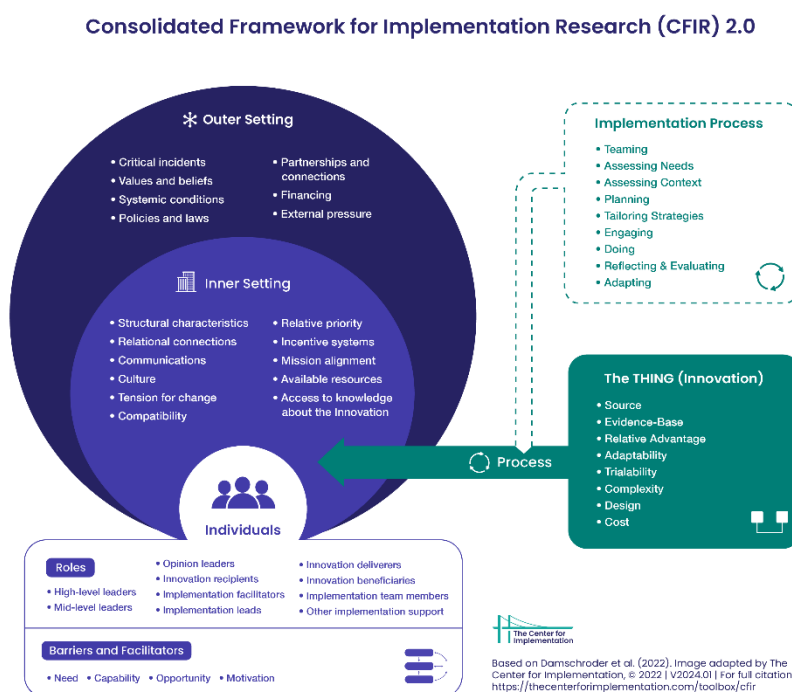 Consolidated Framework for Implementation Research (CFIR) 2.0
Outer Setting
• Critical incidents
• Values and beliefs
• Systemic conditions
• Policies and laws
• Partnerships and
connections
• Financing
• External pressure
Inner Setting
• Structural characteristics
• Relational connections
• Communications
• Culture
• Tension for change
• Compatibility
• Relative priority
• Incentive systems
• Mission alignment
• Available resources
• Access to knowledge
about the Innovation
Individuals
Roles
• High-level leaders
• Mid-level leaders
• Opinion leaders
• Innovation recipients
• Implementation facilitators
• Implementation leads
• Innovation deliverers
• Innovation beneficiaries
• Implementation team members
• Other implementation support
Barriers and Facilitators
• Need • Capability • Opportunity • Motivation
Implementation Process
• Teaming
• Assessing Needs
• Assessing Context
• Planning
• Tailoring Strategies
• Engaging
• Doing
• Reflecting & Evaluating
• Adapting
Process
The THING (Innovation)
• Source
• Evidence-Base
• Relative Advantage
• Adaptability
• Trialability
• Complexity
• Design
• Cost
The Center for
Implementation
Based on Damschroder et al. (2022). Image adapted by The
Center for Implementation, © 2022 | V2024.01 | For full citation
https://thecenterforimplementation.com/toolbox/cfir